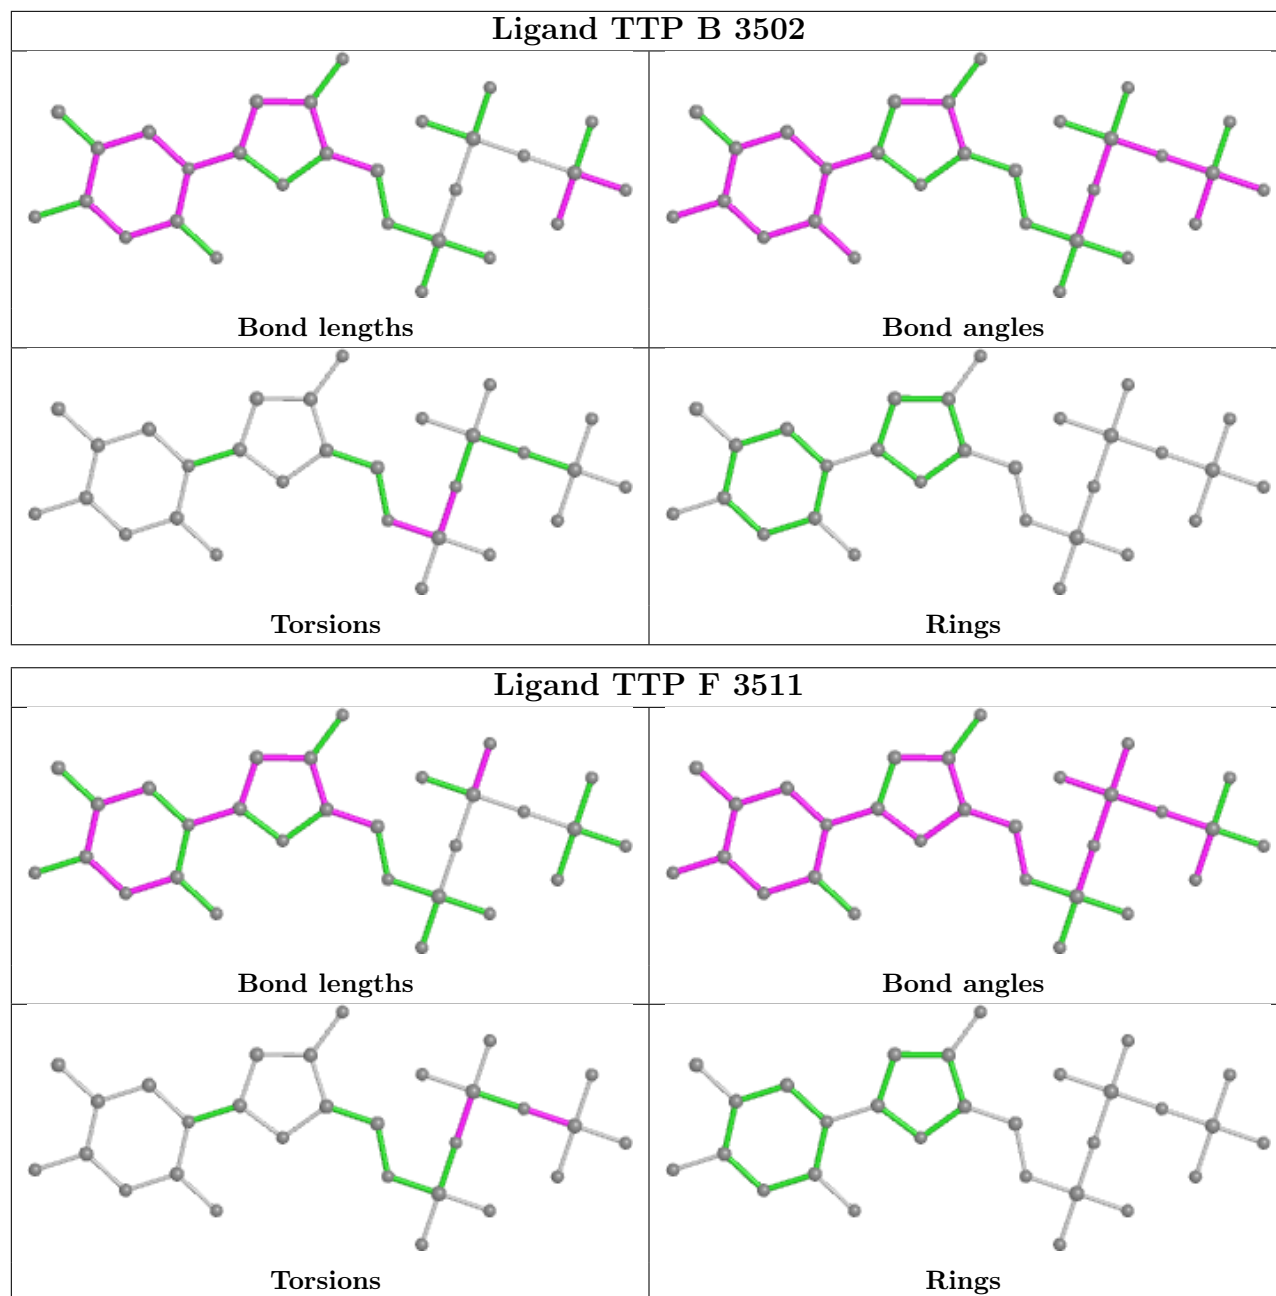 Ligand TTP B 3502
Bond lengths
Bond angles
Torsions
Rings
Ligand TTP F 3511
Bond lengths
Bond angles
Torsions
Rings